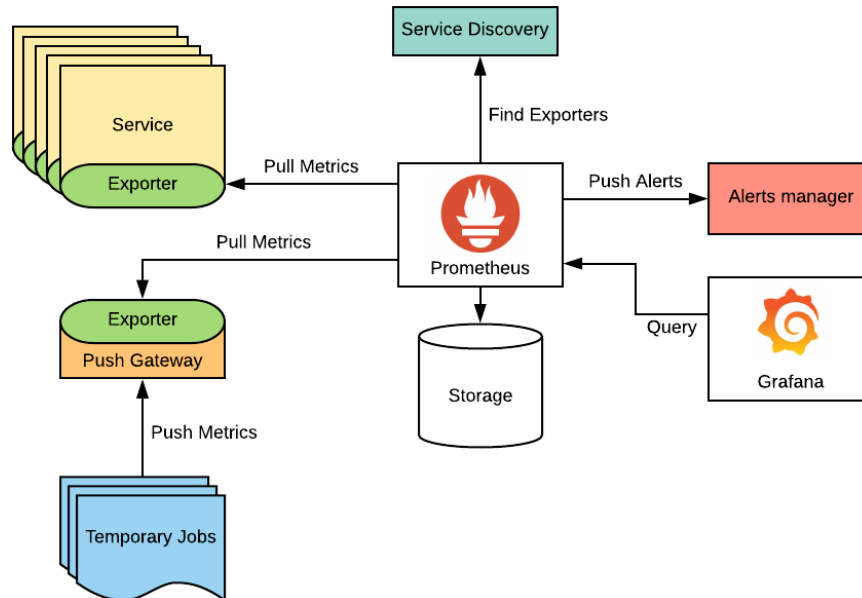 Service Discovery
Find Exporters
Service
Exporter
Pull Metrics
Push Alerts
Alerts manager
Prometheus
Pull Metrics
Exporter
Push Gateway
Query
Grafana
Storage
Push Metrics
Temporary Jobs